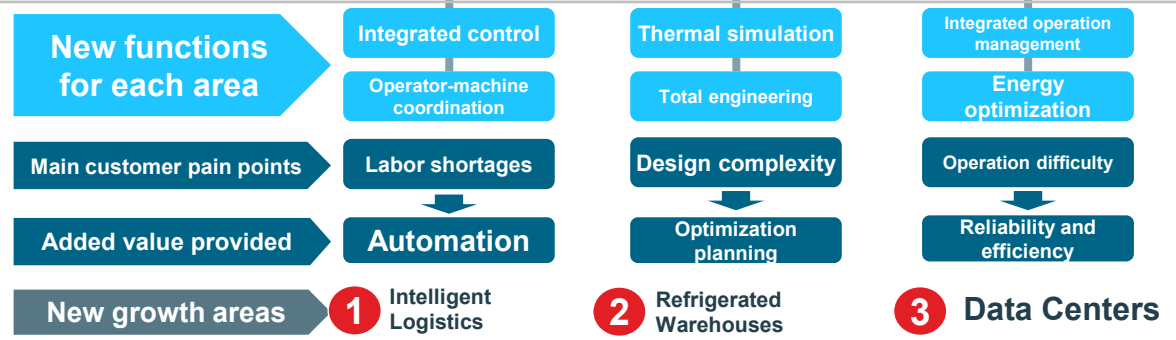 New functions
for each area
Integrated control
Thermal simulation
Integrated operation
management
Operator-machine
coordination
Total engineering
Energy
optimization
Main customer pain points
Labor shortages
Design complexity
Operation difficulty
Added value provided
Automation
Optimization
planning
Reliability and
efficiency
New growth areas
1
Intelligent
Logistics
2
Refrigerated
Warehouses
3
Data Centers